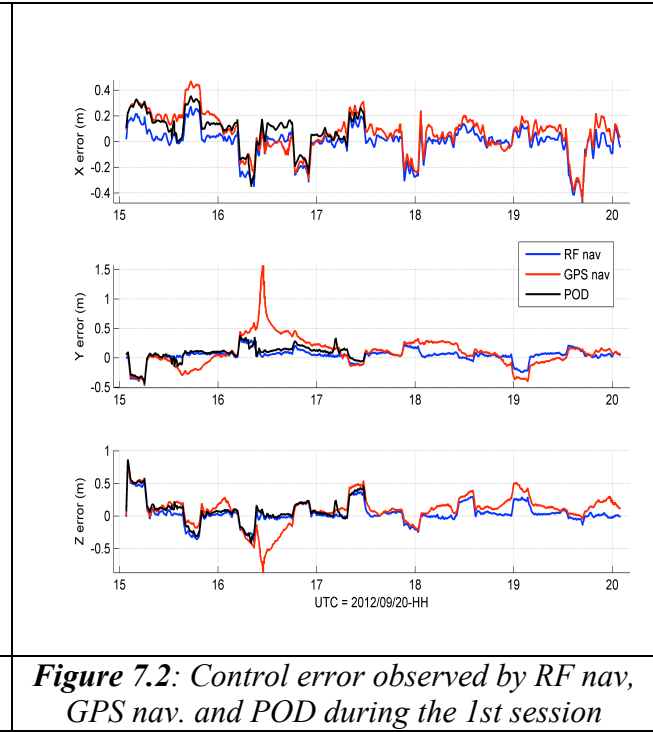 0.4
0.2
0
-0.2
-0.4
X error (m)
15 16 17 18 19 20
RF nav
GPS nav
POD
1.5
1
0.5
0
-0.5
Y error (m)
15 16 17 18 19 20
1
0.5
0
-0.5
Z error (m)
15 16 17 18 19 20
UTC = 2012/09/20-HH
Figure 7.2: Control error observed by RF nav,
GPS nav. and POD during the 1st session